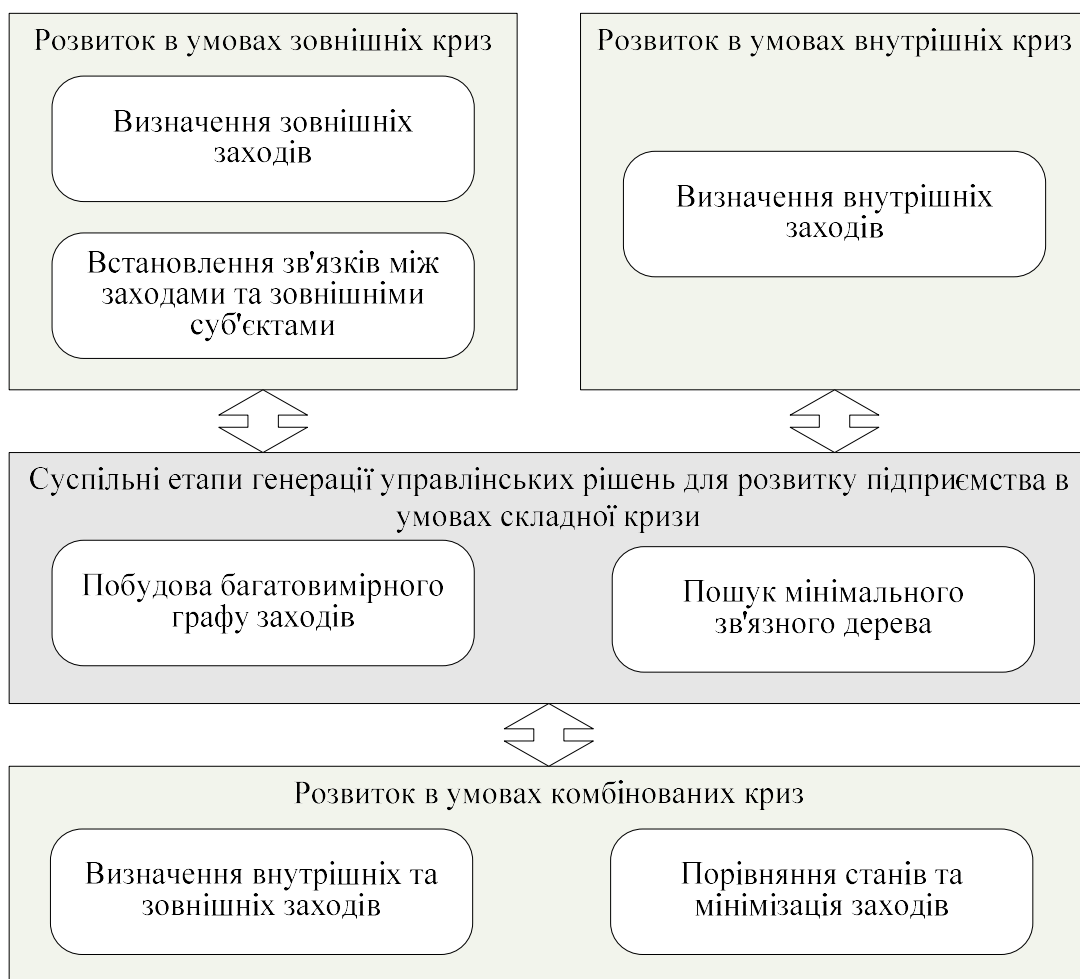 Розвиток в умовах зовнішніх криз
Визначення зовнішніх
заходів
Встановлення зв'язків між
заходами та зовнішніми
суб'єктами
Розвиток в умовах внутрішніх криз
Визначення внутрішніх
заходів
Суспільні етапи генерації управлінських рішень для розвитку підприємства в
умовах складної кризи
Побудова багатовимірного
графу заходів
Пошук мінімального
зв'язного дерева
Розвиток в умовах комбінованих криз
Визначення внутрішніх та
зовнішніх заходів
Порівняння станів та
мінімізація заходів